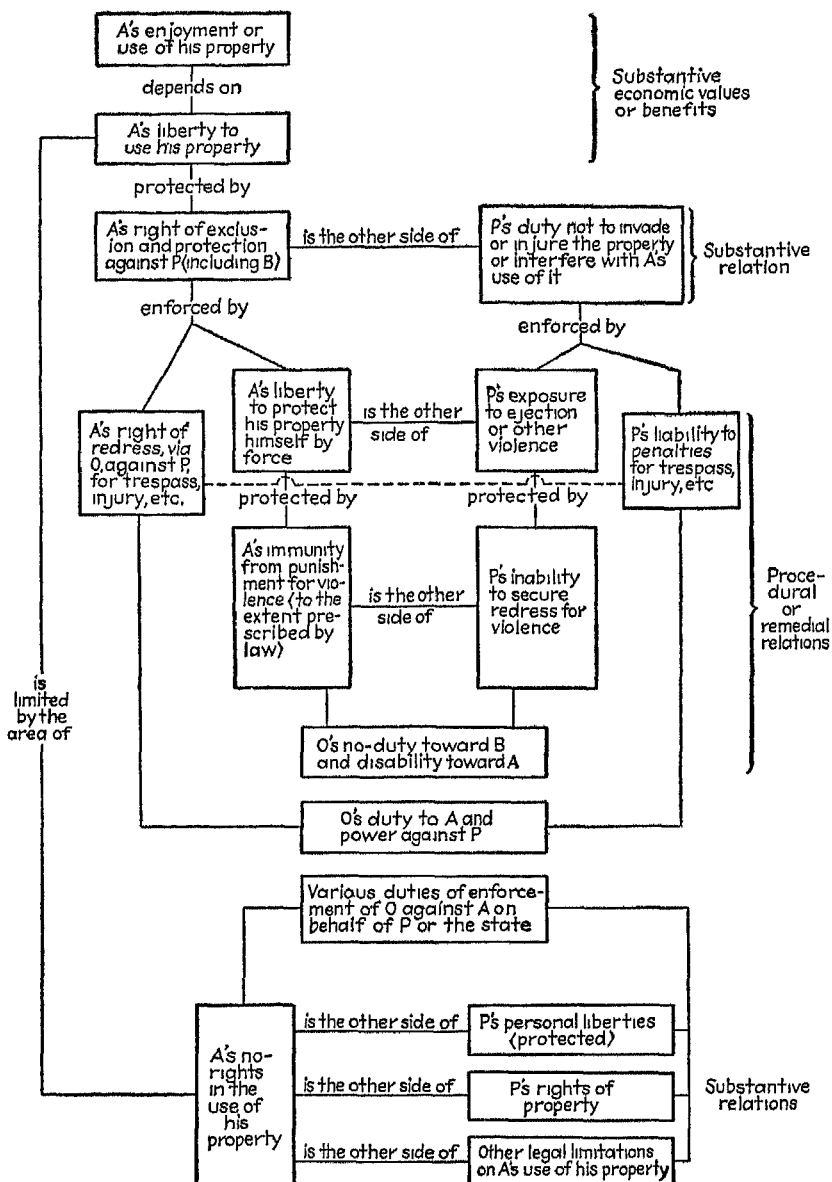 A's enjoyment or
use of his property
depends on
A's liberty to
use his property
Substantive
economic values
or benefits
protected by
A's right of exclus-
ion and protection
against P (including B)
is the other side of
P's duty not to invade
or injure the property
or interfere with A's
use of it
Substantive
relation
enforced by
enforced by
A's right of
redress, via
O, against P,
for trespass,
injury, etc.
A's liberty
to protect
his property
himself by
force
is the other
side of
P's exposure
to ejection
or other
violence
P's liability to
penalties
for trespass,
injury, etc
protected by
protected by
A's immunity
from punish-
ment for vio-
lence (to the
extent pre-
scribed by
law)
is the other
side of
P's inability
to secure
redress for
violence
Proce-
dural
or
remedial
relations
O's no-duty toward B
and disability toward A
O's duty to A and
power against P
is
limited
by the
area of
Various duties of enforce-
ment of O against A on
behalf of P or the state
A's no-
rights
in the
use of
his
property
is the other side of
P's personal liberties
(protected)
is the other side of
P's rights of
property
is the other side of
Other legal limitations
on A's use of his property
Substantive
relations